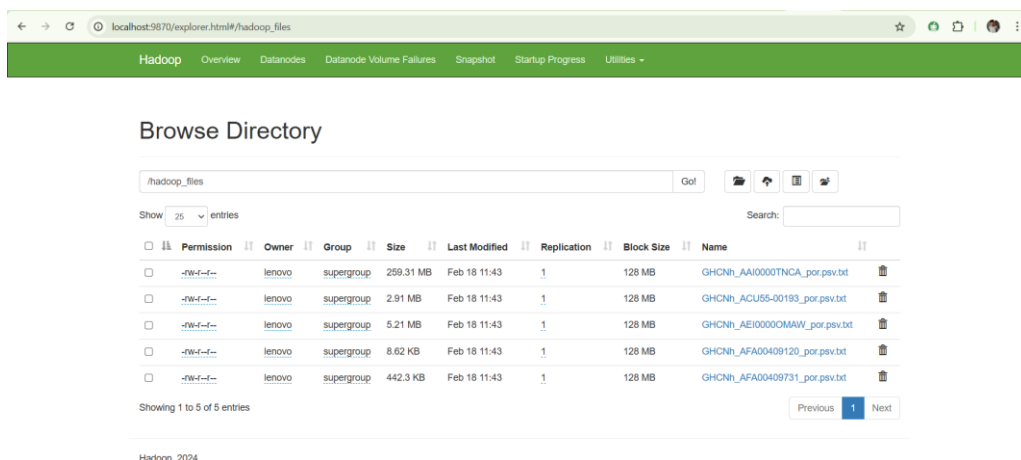 localhost:9870/explorer.html#/hadoop_files
Hadoop Overview Datanodes Datanode Volume Failures Snapshot Startup Progress Utilities
Browse Directory
/hadoop_files Go!
Show 25 entries Search:
Permission Owner Group Size Last Modified Replication Block Size Name
-rw-r--r-- lenovo supergroup 259.31 MB Feb 18 11:43 1 128 MB GHCNh_AAI0000TNCA_por.psv.txt
-rw-r--r-- lenovo supergroup 2.91 MB Feb 18 11:43 1 128 MB GHCNh_ACU55-00193_por.psv.txt
-rw-r--r-- lenovo supergroup 5.21 MB Feb 18 11:43 1 128 MB GHCNh_AEI0000OMAW_por.psv.txt
-rw-r--r-- lenovo supergroup 8.62 KB Feb 18 11:43 1 128 MB GHCNh_AFA00409120_por.psv.txt
-rw-r--r-- lenovo supergroup 442.3 KB Feb 18 11:43 1 128 MB GHCNh_AFA00409731_por.psv.txt
Showing 1 to 5 of 5 entries Previous 1 Next
Hadoop, 2024.